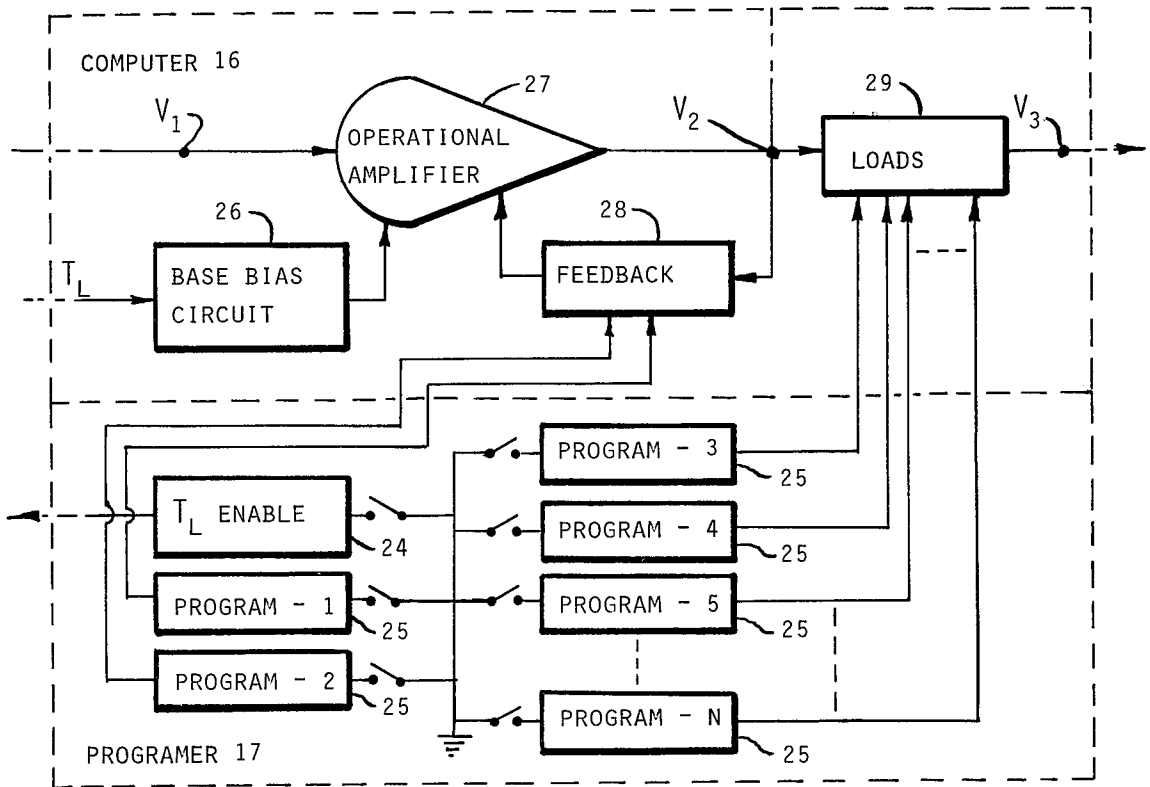 COMPUTER 16
27
29
V1
V2
V3
OPERATIONAL
AMPLIFIER
LOADS
26
28
TL
BASE BIAS
CIRCUIT
FEEDBACK
PROGRAM - 3
25
TL ENABLE
24
PROGRAM - 4
25
PROGRAM - 1
25
PROGRAM - 5
25
PROGRAM - 2
25
PROGRAM - N
25
PROGRAMER 17